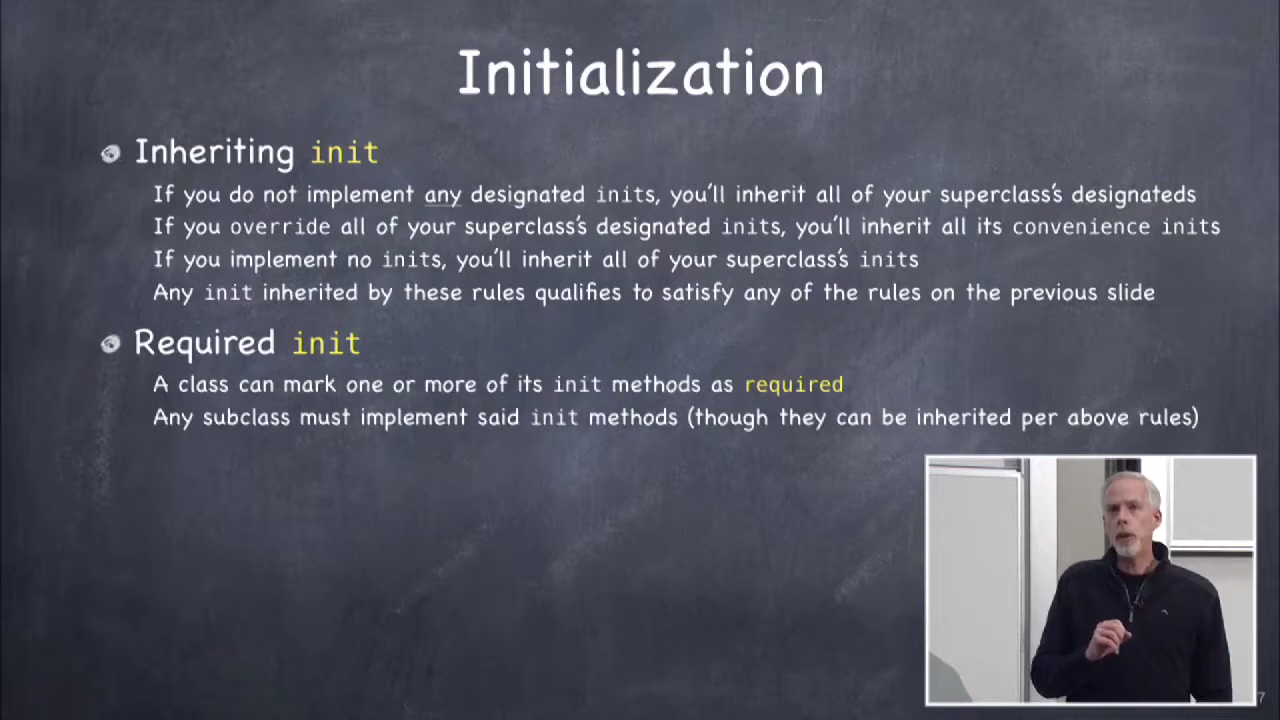 Initialization
Inheriting init
If you do not implement any designated inits, you'll inherit all of your superclass's designateds
If you override all of your superclass's designated inits, you'll inherit all its convenience inits
If you implement no inits, you'll inherit all of your superclass's inits
Any init inherited by these rules qualifies to satisfy any of the rules on the previous slide
Required init
A class can mark one or more of its init methods as required
Any subclass must implement said init methods (though they can be inherited per above rules)